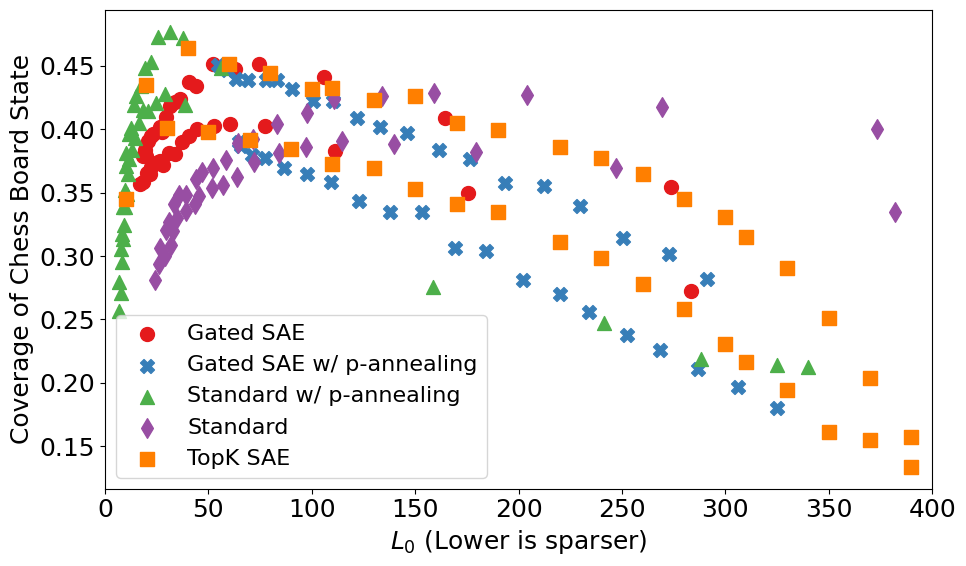 Coverage of Chess Board State
0.45
0.40
0.35
0.30
0.25
0.20
0.15
Gated SAE
Gated SAE w/ p-annealing
Standard w/ p-annealing
Standard
TopK SAE
0 50 100 150 200 250 300 350 400
L₀ (Lower is sparser)